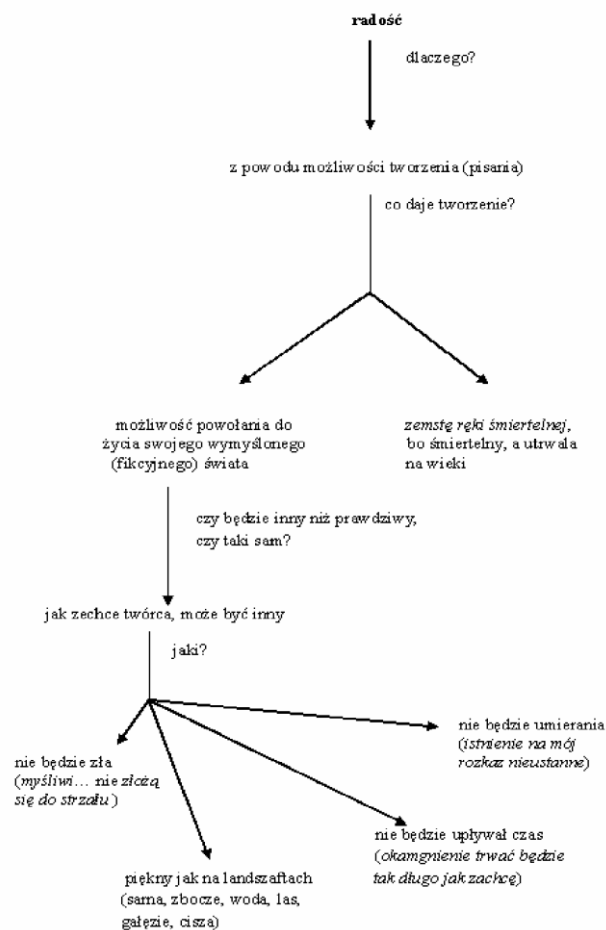 radość
dlaczego?
z powodu możliwości tworzenia (pisania)
co daje tworzenie?
możliwość powołania do
życia swojego wymyślonego
(fikcyjnego) świata
zemstę ręki śmiertelnej,
bo śmiertelny, a utrwala
na wieki
czy będzie inny niż prawdziwy,
czy taki sam?
jak zechce twórca, może być inny
jaki?
nie będzie zła
(myśliwi... nie złożą
się do strzału)
piękny jak na landszaftach
(sarna, zbocze, woda, las,
gałęzie, cisza)
nie będzie upływał czas
(okamgnienie trwać będzie
tak długo jak zachcę)
nie będzie umierania
(istnienie na mój
rozkaz nieustanne)